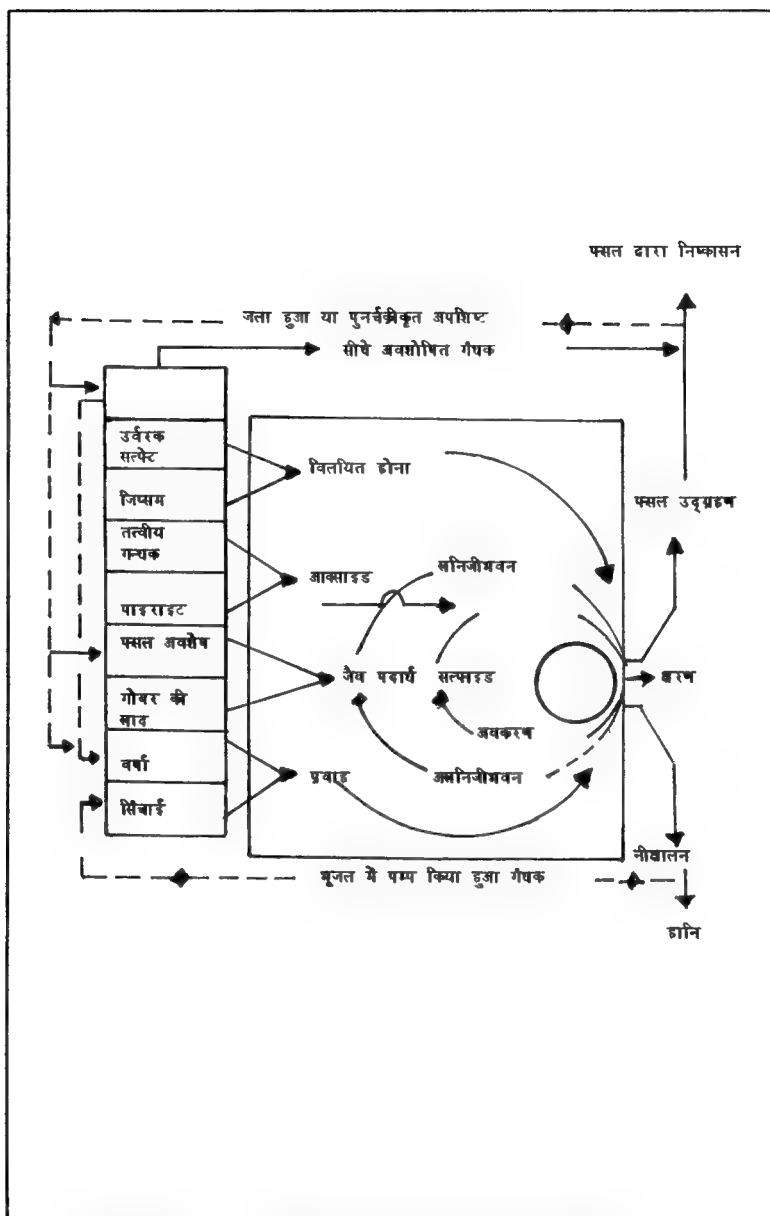 फसल द्वारा निष्कासन
जला हुआ या पुनर्चक्रीकृत अपशिष्ट
सीधे अवशोषित गंधक
उर्वरक
सल्फेट
जिप्सम
तत्वीय
गन्धक
पाइराइट
फसल अवशेष
गोबर की
खाद
वर्षा
सिंचाई
विलयित होना
आक्साइड
खनिजीभवन
जैव पदार्थ
सल्फाइड
अवकरण
प्रवाह
अखनिजीभवन
फसल उद्ग्रहण
क्षरण
नीक्षालन
भूजल में पम्प किया हुआ गंधक
हानि